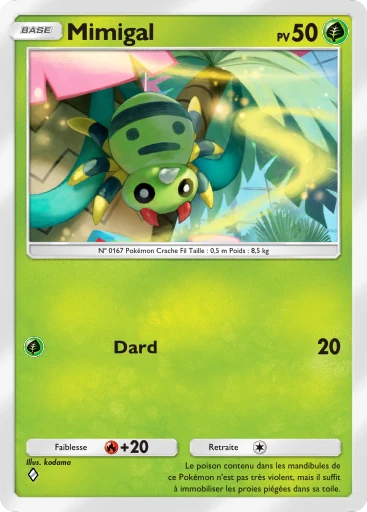 BASE Mimigal PV 50
N° 0167 Pokémon Crache Fil Taille : 0,5 m Poids : 8,5 kg
Dard 20
Faiblesse +20 Retraite
Illus. kodama
Le poison contenu dans les mandibules de
ce Pokémon n'est pas très violent, mais il suffit
à immobiliser les proies piégées dans sa toile.